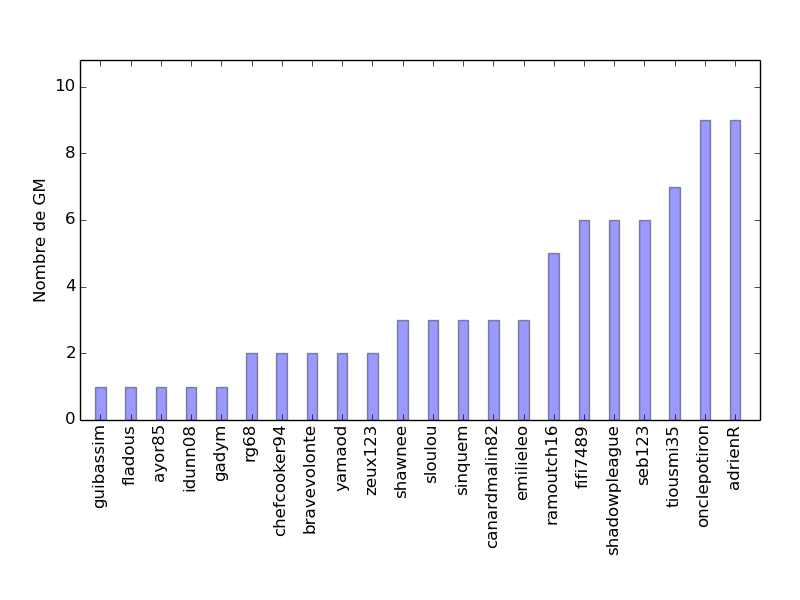 Nombre de GM
10
8
6
4
2
0
guibassim
fladous
ayor85
idunn08
gadym
rg68
chefcooker94
bravevolonte
yamaod
zeux123
shawnee
sloulou
sinquem
canardmalin82
emilieleo
ramoutch16
fifi7489
shadowpleague
seb123
tiousmi35
onclepotiron
adrienR